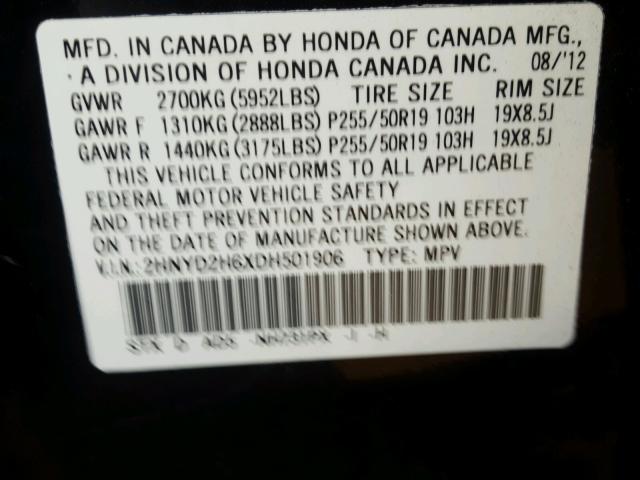 MFD. IN CANADA BY HONDA OF CANADA MFG.,
A DIVISION OF HONDA CANADA INC. 08/'12
GVWR 2700KG (5952LBS) TIRE SIZE RIM SIZE
GAWR F 1310KG (2888LBS) P255/50R19 103H 19X8.5J
GAWR R 1440KG (3175LBS) P255/50R19 103H 19X8.5J
THIS VEHICLE CONFORMS TO ALL APPLICABLE
FEDERAL MOTOR VEHICLE SAFETY
AND THEFT PREVENTION STANDARDS IN EFFECT
ON THE DATE OF MANUFACTURE SHOWN ABOVE.
V.I.N.: 2HNYD2H6XDH501906 TYPE: MPV
STX